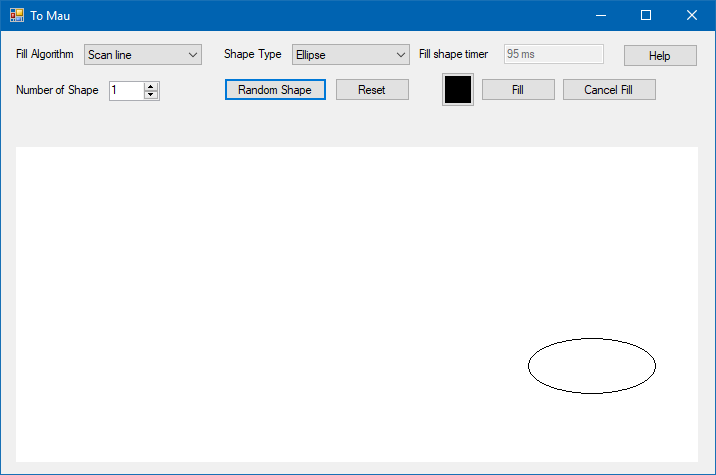 To Mau
Fill Algorithm Scan line Shape Type Ellipse Fill shape timer 95 ms Help
Number of Shape 1 Random Shape Reset Fill Cancel Fill